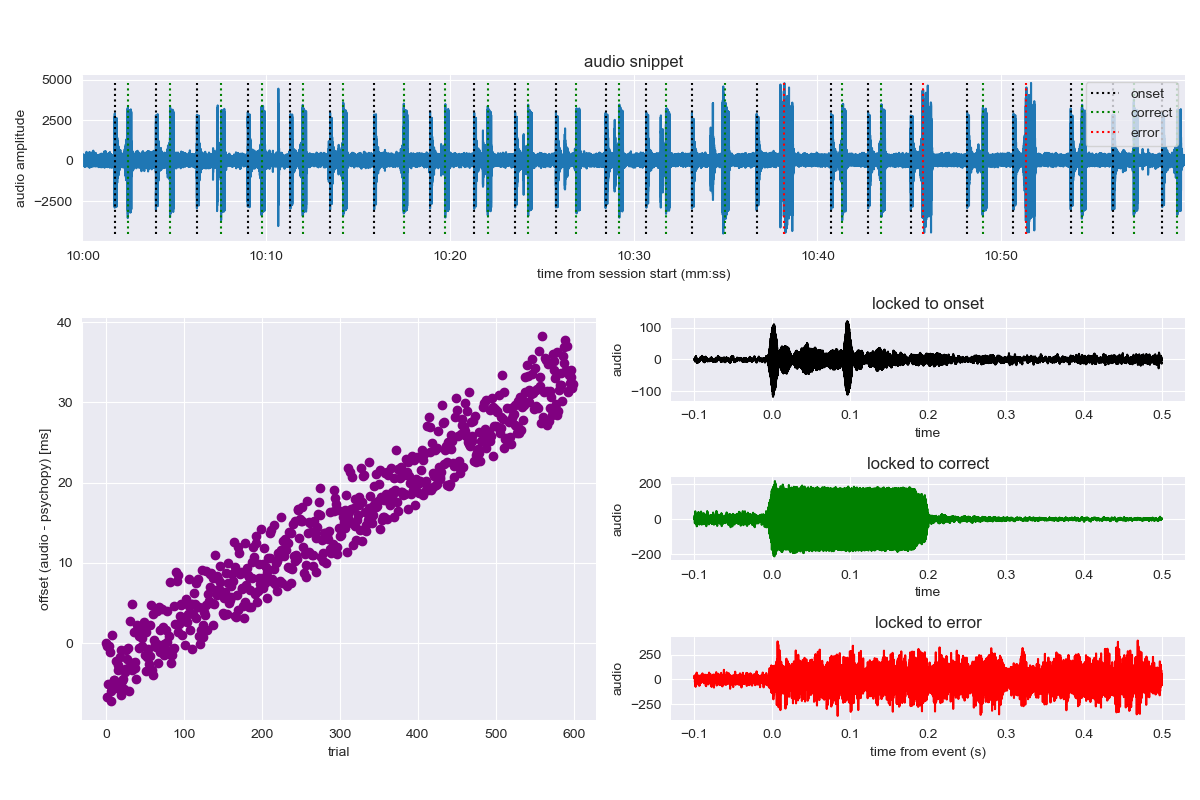 audio snippet
5000
2500
0
−2500
audio amplitude
onset
correct
error
10:00 10:10 10:20 10:30 10:40 10:50
time from session start (mm:ss)
40
30
20
10
0
offset (audio - psychopy) [ms]
0 100 200 300 400 500 600
trial
locked to onset
100
0
−100
audio
−0.1 0.0 0.1 0.2 0.3 0.4 0.5
time
locked to correct
200
0
−200
audio
−0.1 0.0 0.1 0.2 0.3 0.4 0.5
time
locked to error
250
0
−250
audio
−0.1 0.0 0.1 0.2 0.3 0.4 0.5
time from event (s)